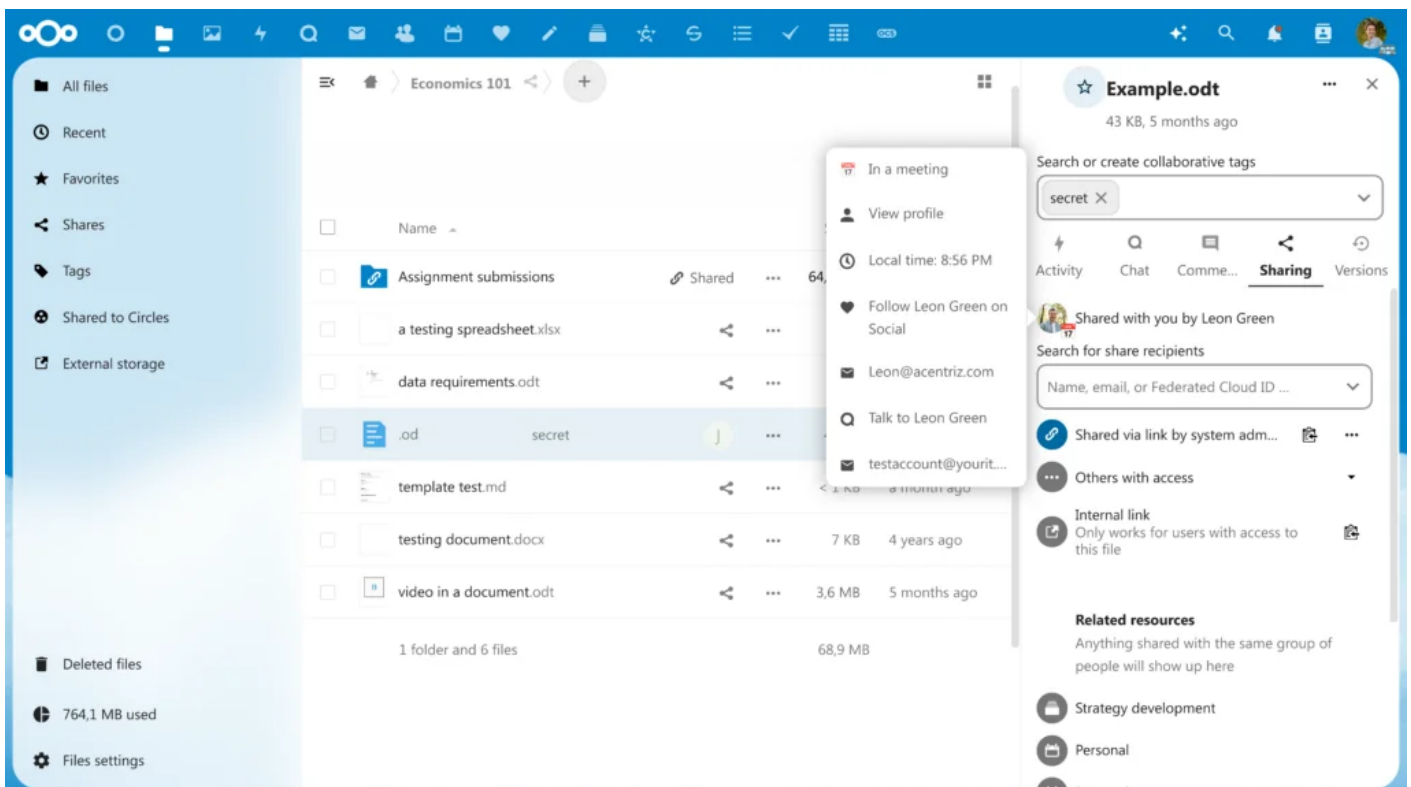 All files
Recent
Favorites
Shares
Tags
Shared to Circles
External storage
Deleted files
764,1 MB used
Files settings
Economics 101
Name
Assignment submissions Shared 64,
a testing spreadsheet.xlsx
data requirements.odt
.od secret J
template test.md < 1 KB a month ago
testing document.docx 7 KB 4 years ago
video in a document.odt 3,6 MB 5 months ago
1 folder and 6 files 68,9 MB
17 In a meeting
View profile
Local time: 8:56 PM
Follow Leon Green on
Social
Leon@acentriz.com
Talk to Leon Green
testaccount@yourit....
Example.odt
43 KB, 5 months ago
Search or create collaborative tags
secret
Activity Chat Comme... Sharing Versions
Shared with you by Leon Green
17
Search for share recipients
Name, email, or Federated Cloud ID ...
Shared via link by system adm...
Others with access
Internal link
Only works for users with access to
this file
Related resources
Anything shared with the same group of
people will show up here
Strategy development
Personal